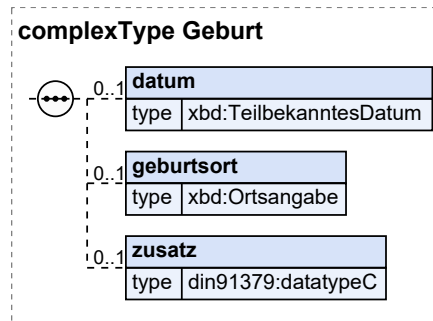 complexType Geburt
0..1 datum
type xbd:TeilbekanntesDatum
0..1 geburtsort
type xbd:Ortsangabe
0..1 zusatz
type din91379:datatypeC